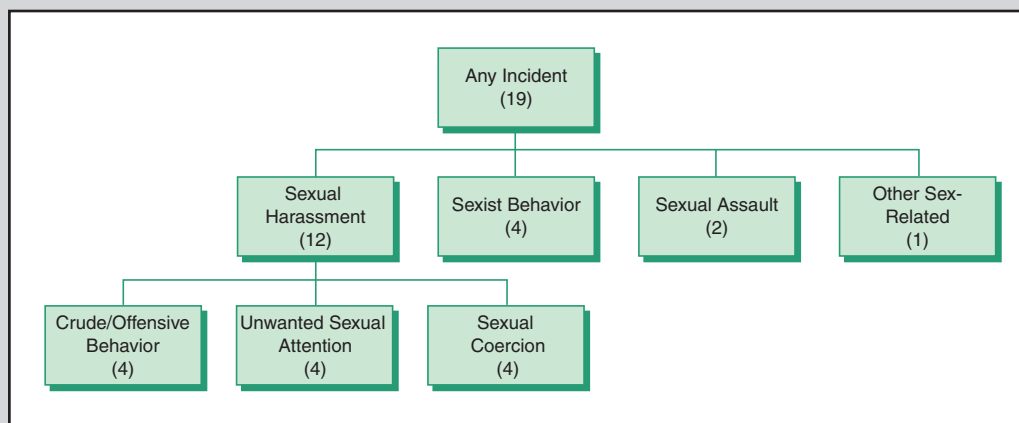 Any Incident
(19)
Sexual
Harassment
(12)
Sexist Behavior
(4)
Sexual Assault
(2)
Other Sex-
Related
(1)
Crude/Offensive
Behavior
(4)
Unwanted Sexual
Attention
(4)
Sexual
Coercion
(4)